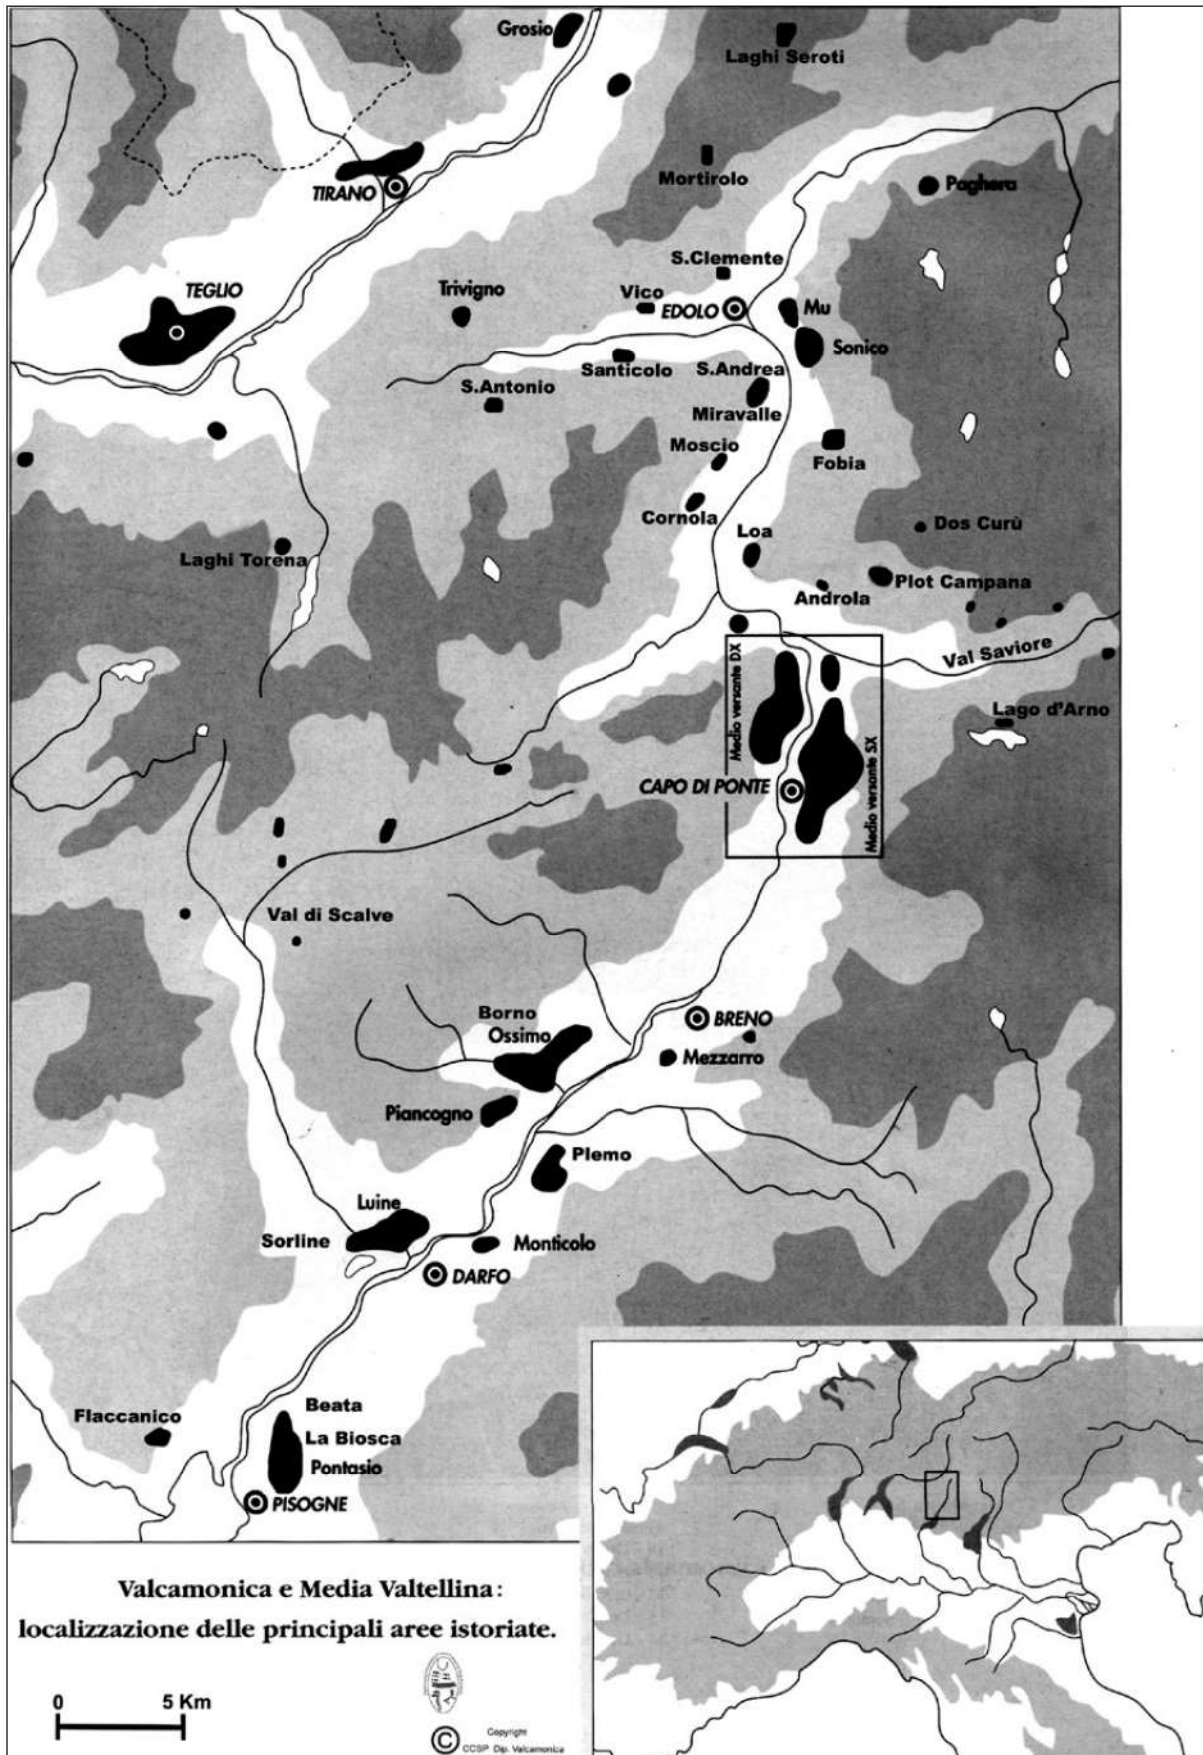 Grosio
Laghi Seroti
Mortirolo
Paghera
TIRANO
S.Clemente
TEGLIO
Trivigno
Vico
EDOLO
Mu
Sonico
Santicolo
S.Andrea
S.Antonio
Miravalle
Moscio
Fobia
Cornola
Dos Curù
Loa
Laghi Torena
Plot Campana
Androla
Val Saviore
Medio versante DX
Lago d'Arno
CAPO DI PONTE
Medio versante SX
Val di Scalve
Borno
BRENO
Ossimo
Mezzarro
Piancogno
Plemo
Luine
Sorline
Monticolo
DARFO
Beata
Flaccanico
La Biosca
Pontasio
PISOGNE
Valcamonica e Media Valtellina:
localizzazione delle principali aree istoriate.
0 5 Km
Copyright
© CCSP Dip. Valcamonica